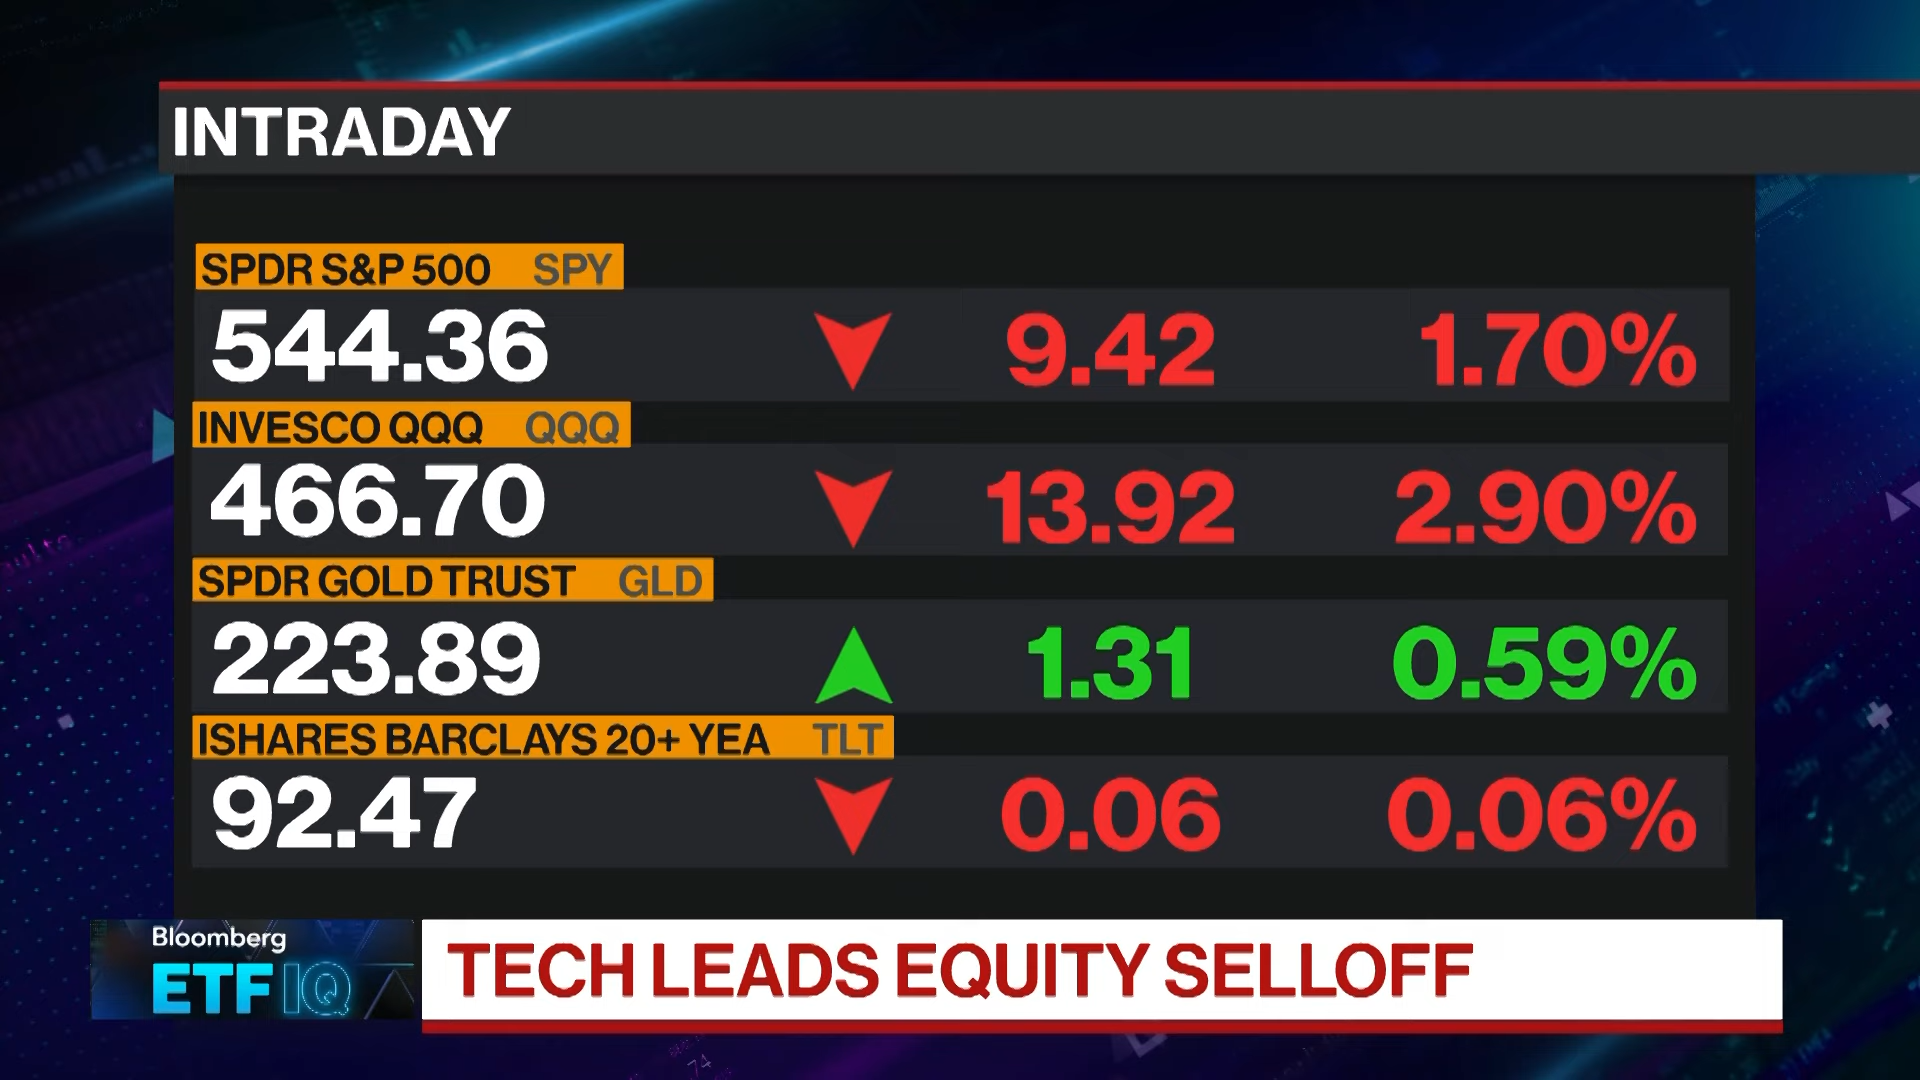 INTRADAY
SPDR S&P 500 SPY
544.36 9.42 1.70%
INVESCO QQQ QQQ
466.70 13.92 2.90%
SPDR GOLD TRUST GLD
223.89 1.31 0.59%
ISHARES BARCLAYS 20+ YEA TLT
92.47 0.06 0.06%
Bloomberg
ETF IQ
TECH LEADS EQUITY SELLOFF
74